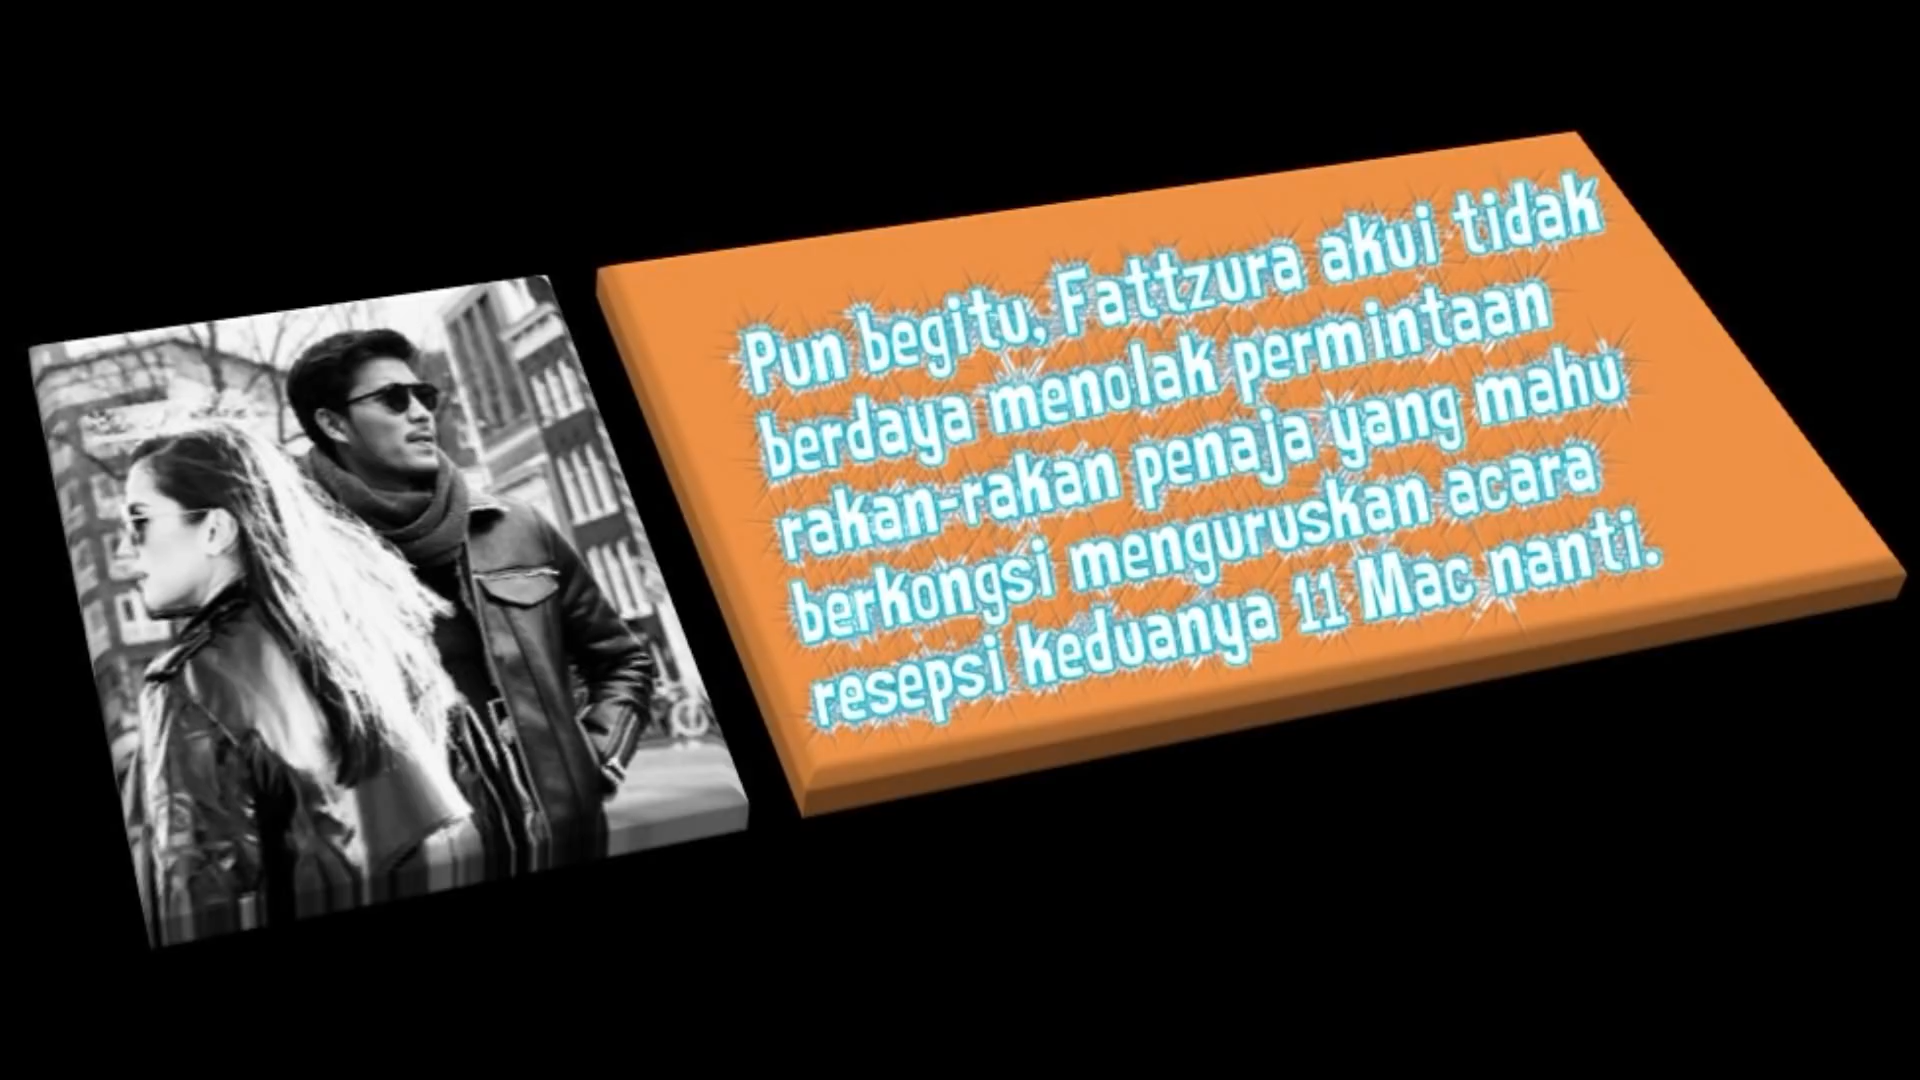 Pun begitu, Fattzura akui tidak
berdaya menolak permintaan
rakan-rakan penaja yang mahu
berkongsi menguruskan acara
resepsi keduanya 11 Mac nanti.